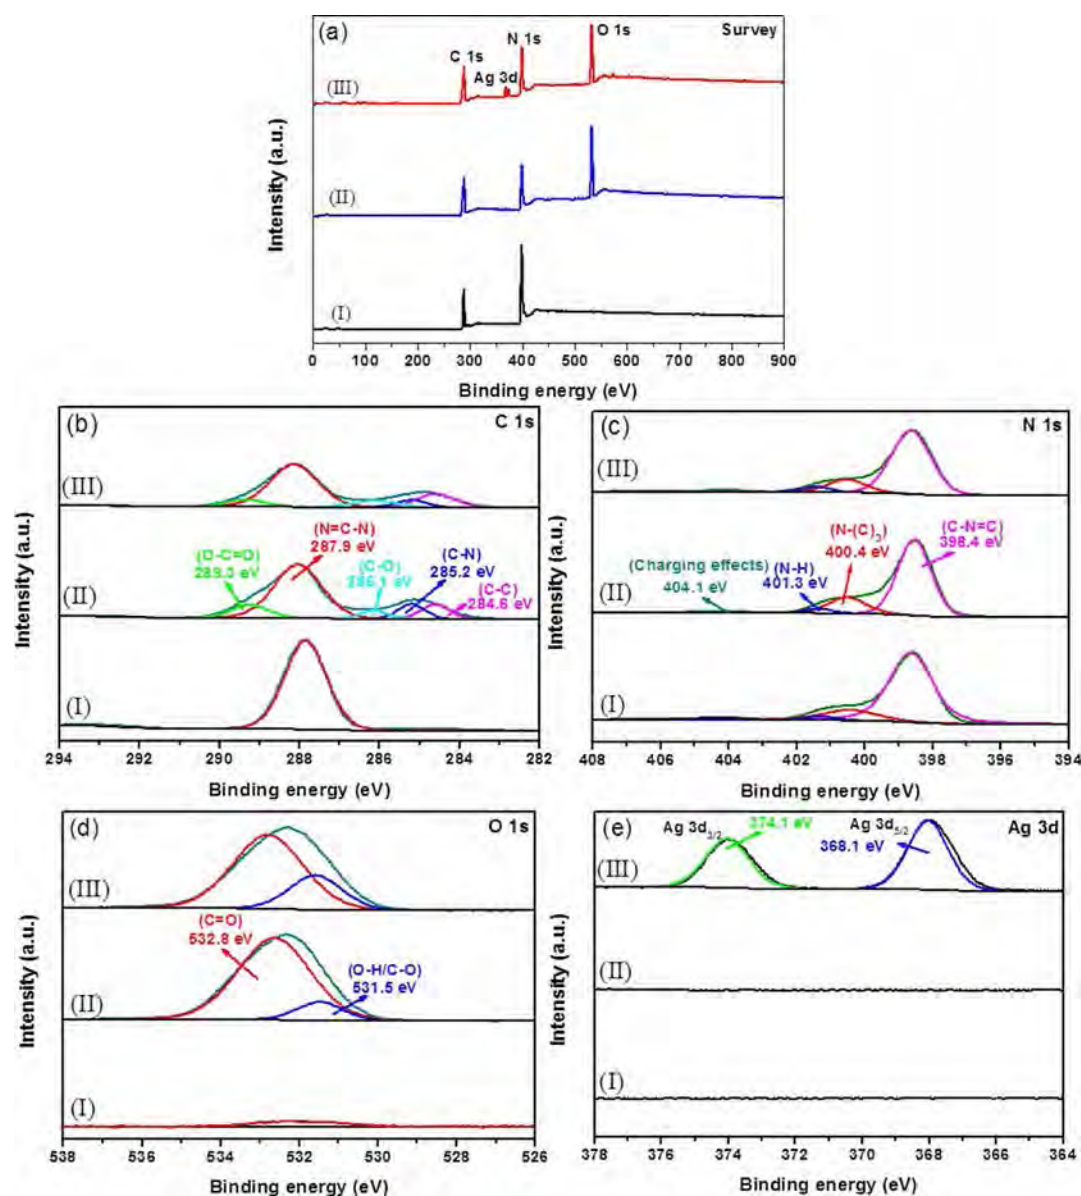 (a)
Survey
C 1s
Ag 3d
N 1s
O 1s
(III)
(II)
(I)
Intensity (a.u.)
0 100 200 300 400 500 600 700 800 900
Binding energy (eV)
(b)
C 1s
(III)
(II)
(I)
(O-C=O)
289.3 eV
(N=C-N)
287.9 eV
(C-O)
286.1 eV
(C-N)
285.2 eV
(C-C)
284.6 eV
Intensity (a.u.)
294 292 290 288 286 284 282
Binding energy (eV)
(c)
N 1s
(III)
(II)
(I)
(Charging effects)
404.1 eV
(N-H)
401.3 eV
(N-(C)3)
400.4 eV
(C-N=C)
398.4 eV
Intensity (a.u.)
408 406 404 402 400 398 396 394
Binding energy (eV)
(d)
O 1s
(III)
(II)
(I)
(C=O)
532.8 eV
(O-H/C-O)
531.5 eV
Intensity (a.u.)
538 536 534 532 530 528 526
Binding energy (eV)
(e)
Ag 3d
Ag 3d3/2
374.1 eV
Ag 3d5/2
368.1 eV
(III)
(II)
(I)
Intensity (a.u.)
378 376 374 372 370 368 366 364
Binding energy (eV)